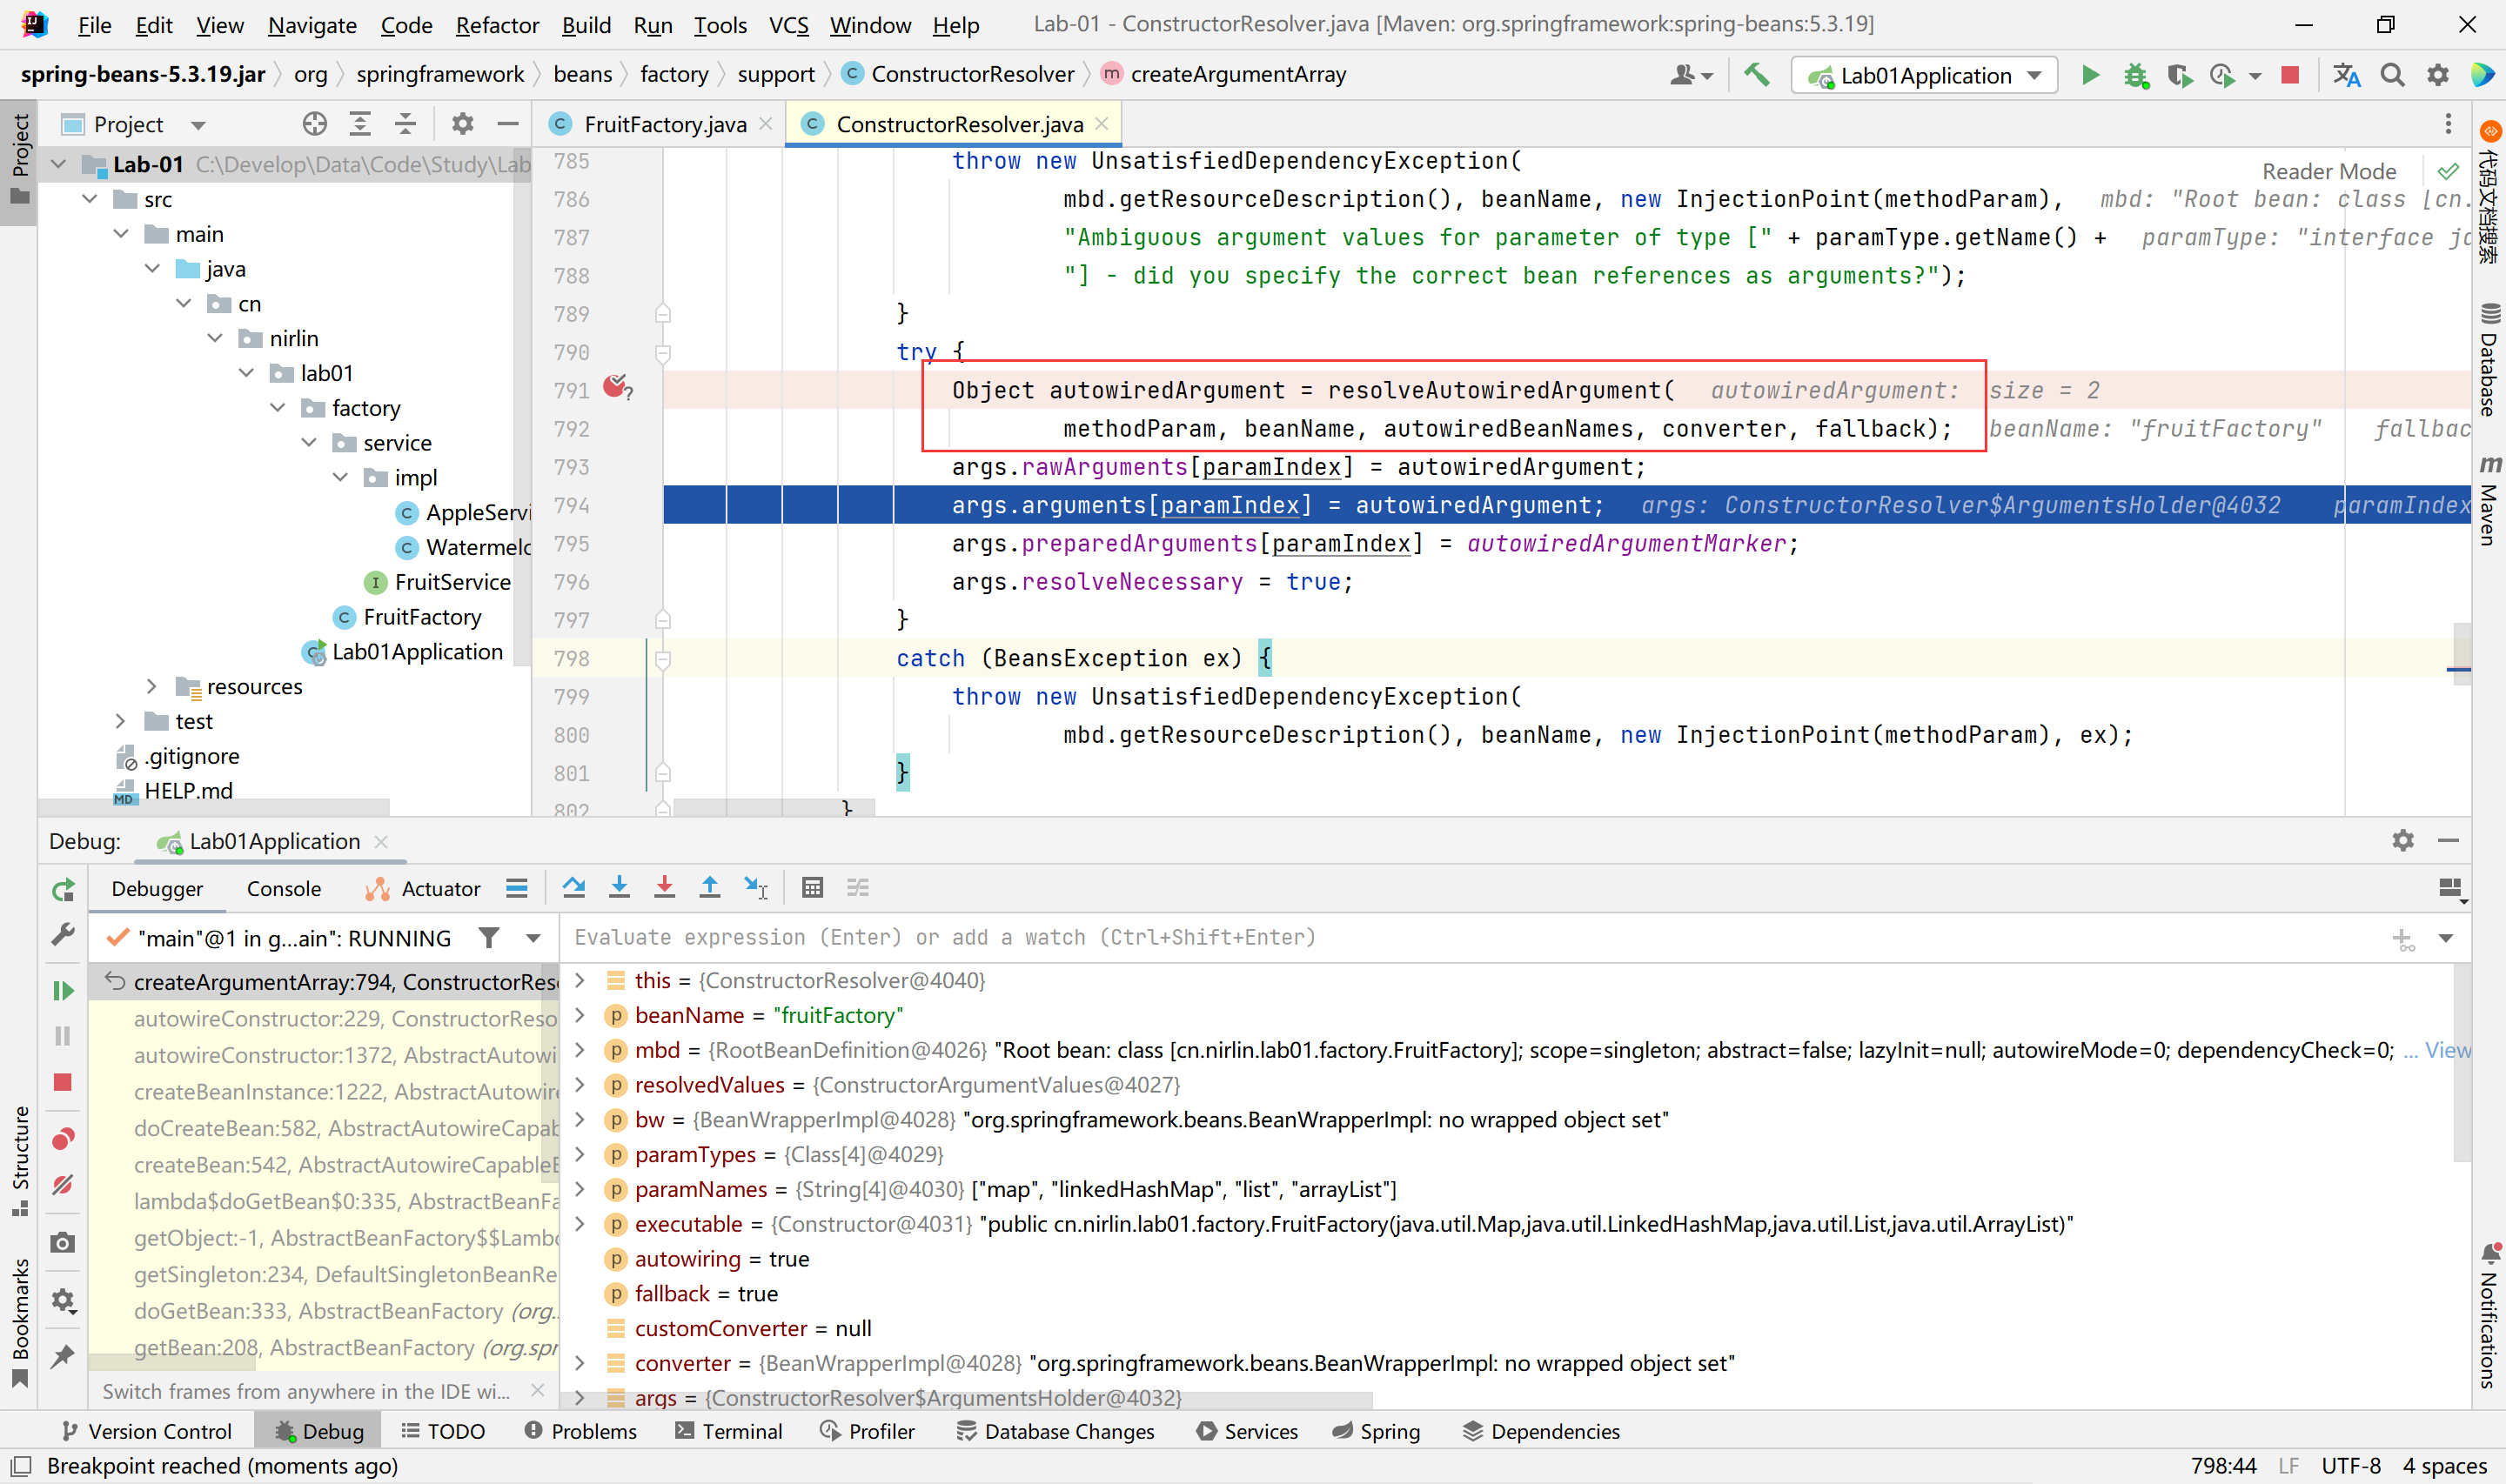 File Edit View Navigate Code Refactor Build Run Tools VCS Window Help Lab-01 - ConstructorResolver.java [Maven: org.springframework:spring-beans:5.3.19]
spring-beans-5.3.19.jar org springframework beans factory support ConstructorResolver createArgumentArray Lab01Application
Project
Project
FruitFactory.java ConstructorResolver.java
Lab-01 C:\Develop\Data\Code\Study\Lab
src
main
java
cn
nirlin
lab01
factory
service
impl
AppleServi
Watermelo
FruitService
FruitFactory
Lab01Application
resources
test
.gitignore
HELP.md
Reader Mode
785 throw new UnsatisfiedDependencyException(
786 mbd.getResourceDescription(), beanName, new InjectionPoint(methodParam), mbd: "Root bean: class [cn.
787 "Ambiguous argument values for parameter of type [" + paramType.getName() + paramType: "interface ja
788 "] - did you specify the correct bean references as arguments?");
789 }
790 try {
791 Object autowiredArgument = resolveAutowiredArgument( autowiredArgument: size = 2
792 methodParam, beanName, autowiredBeanNames, converter, fallback); beanName: "fruitFactory" fallbac
793 args.rawArguments[paramIndex] = autowiredArgument;
794 args.arguments[paramIndex] = autowiredArgument; args: ConstructorResolver$ArgumentsHolder@4032 paramIndex
795 args.preparedArguments[paramIndex] = autowiredArgumentMarker;
796 args.resolveNecessary = true;
797 }
798 catch (BeansException ex) {
799 throw new UnsatisfiedDependencyException(
800 mbd.getResourceDescription(), beanName, new InjectionPoint(methodParam), ex);
801 }
802 }
代码文档搜索
Database
Maven
Notifications
Structure
Bookmarks
Debug: Lab01Application
Debugger Console Actuator
"main"@1 in g...ain": RUNNING
Evaluate expression (Enter) or add a watch (Ctrl+Shift+Enter)
createArgumentArray:794, ConstructorRes
autowireConstructor:229, ConstructorReso
autowireConstructor:1372, AbstractAutowi
createBeanInstance:1222, AbstractAutowir
doCreateBean:582, AbstractAutowireCapab
createBean:542, AbstractAutowireCapableB
lambda$doGetBean$0:335, AbstractBeanFa
getObject:-1, AbstractBeanFactory$$Lambd
getSingleton:234, DefaultSingletonBeanRe
doGetBean:333, AbstractBeanFactory (org.
getBean:208, AbstractBeanFactory (org.spr
Switch frames from anywhere in the IDE wi...
this = {ConstructorResolver@4040}
beanName = "fruitFactory"
mbd = {RootBeanDefinition@4026} "Root bean: class [cn.nirlin.lab01.factory.FruitFactory]; scope=singleton; abstract=false; lazyInit=null; autowireMode=0; dependencyCheck=0; ... View
resolvedValues = {ConstructorArgumentValues@4027}
bw = {BeanWrapperImpl@4028} "org.springframework.beans.BeanWrapperImpl: no wrapped object set"
paramTypes = {Class[4]@4029}
paramNames = {String[4]@4030} ["map", "linkedHashMap", "list", "arrayList"]
executable = {Constructor@4031} "public cn.nirlin.lab01.factory.FruitFactory(java.util.Map,java.util.LinkedHashMap,java.util.List,java.util.ArrayList)"
autowiring = true
fallback = true
customConverter = null
converter = {BeanWrapperImpl@4028} "org.springframework.beans.BeanWrapperImpl: no wrapped object set"
args = {ConstructorResolver$ArgumentsHolder@4032}
Version Control Debug TODO Problems Terminal Profiler Database Changes Services Spring Dependencies
Breakpoint reached (moments ago) 798:44 LF UTF-8 4 spaces